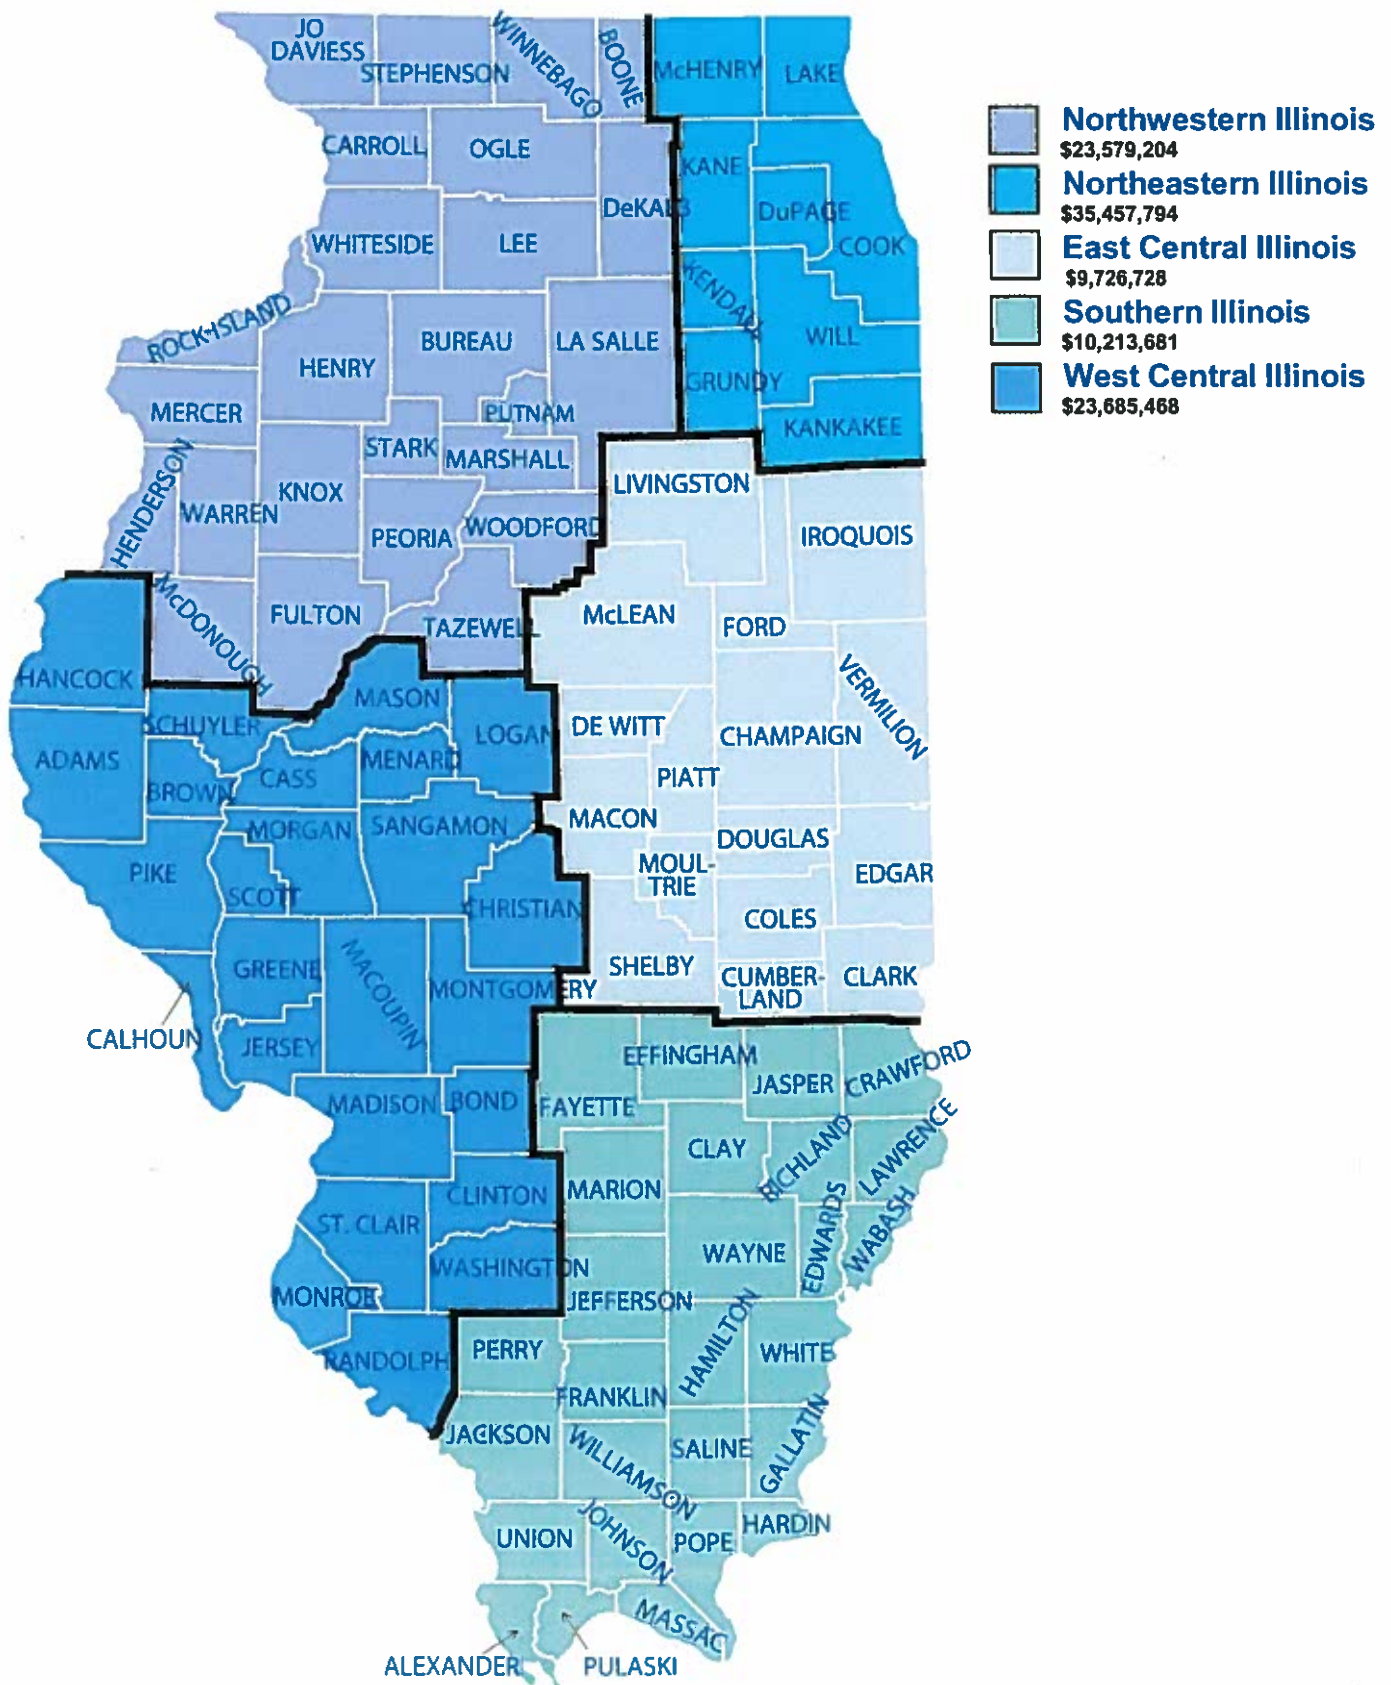 JO
DAVIESS
STEPHENSON
WINNEBAGO
BOONE
McHENRY
LAKE
CARROLL
OGLE
KANE
DeKALB
DuPAGE
WHITESIDE
LEE
COOK
KENDALL
ROCK ISLAND
BUREAU
LA SALLE
WILL
HENRY
GRUNDY
MERCER
PUTNAM
KANKAKEE
STARK
MARSHALL
LIVINGSTON
HENDERSON
WARREN
KNOX
PEORIA
WOODFORD
IROQUOIS
McDONOUGH
FULTON
TAZEWELL
McLEAN
FORD
HANCOCK
MASON
VERMILION
SCHUYLER
LOGAN
DE WITT
CHAMPAIGN
ADAMS
MENARD
CASS
BROWN
PIATT
MACON
MORGAN
SANGAMON
DOUGLAS
PIKE
MOUL-
TRIE
EDGAR
SCOTT
CHRISTIAN
COLES
GREENE
MACOUPIN
MONTGOMERY
SHELBY
CUMBER-
LAND
CLARK
CALHOUN
JERSEY
EFFINGHAM
JASPER
CRAWFORD
MADISON
BOND
FAYETTE
CLAY
RICHLAND
LAWRENCE
CLINTON
MARION
ST. CLAIR
WAYNE
EDWARDS
WABASH
WASHINGTON
MONROE
JEFFERSON
HAMILTON
WHITE
RANDOLPH
PERRY
FRANKLIN
JACKSON
WILLIAMSON
SALINE
GALLATIN
UNION
JOHNSON
POPE
HARDIN
MASSAC
ALEXANDER
PULASKI
Northwestern Illinois
$23,579,204
Northeastern Illinois
$35,457,794
East Central Illinois
$9,726,728
Southern Illinois
$10,213,681
West Central Illinois
$23,685,468